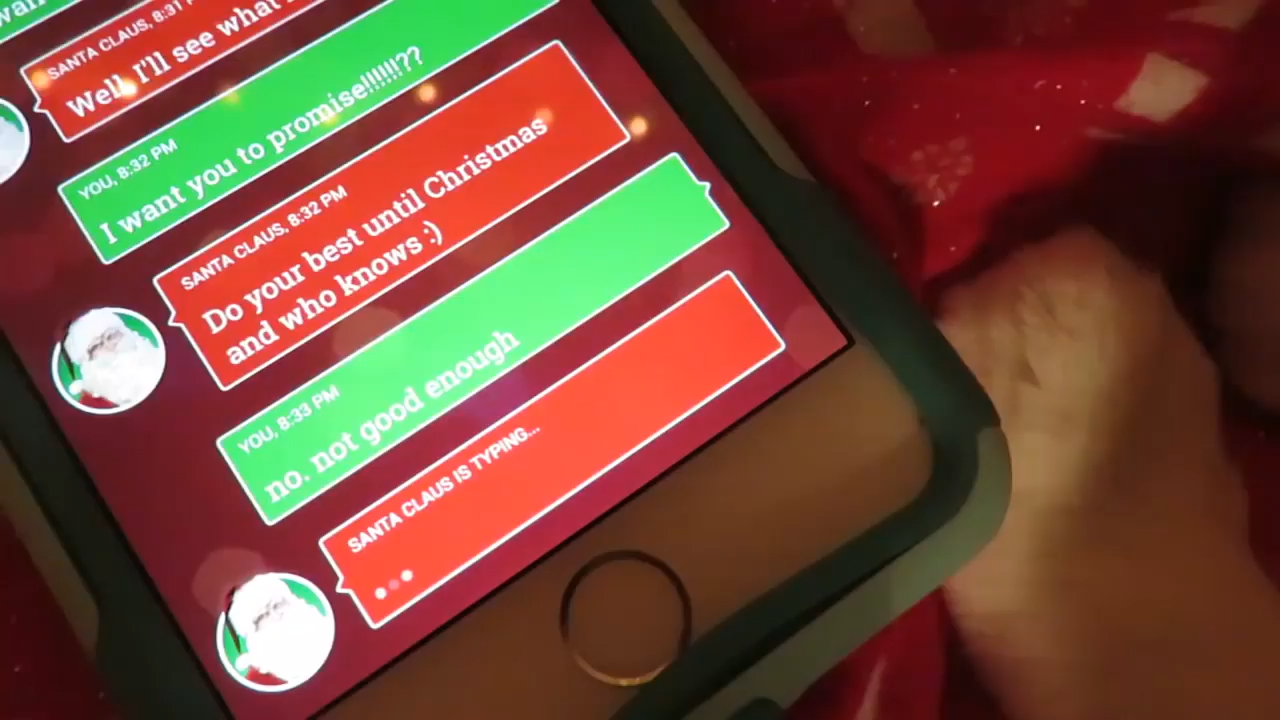 wan
SANTA CLAUS, 8:31 P
Well, I'll see what
YOU, 8:32 PM
I want you to promise!!!!!!??
SANTA CLAUS, 8:32 PM
Do your best until Christmas
and who knows :)
YOU, 8:33 PM
no. not good enough
SANTA CLAUS IS TYPING...